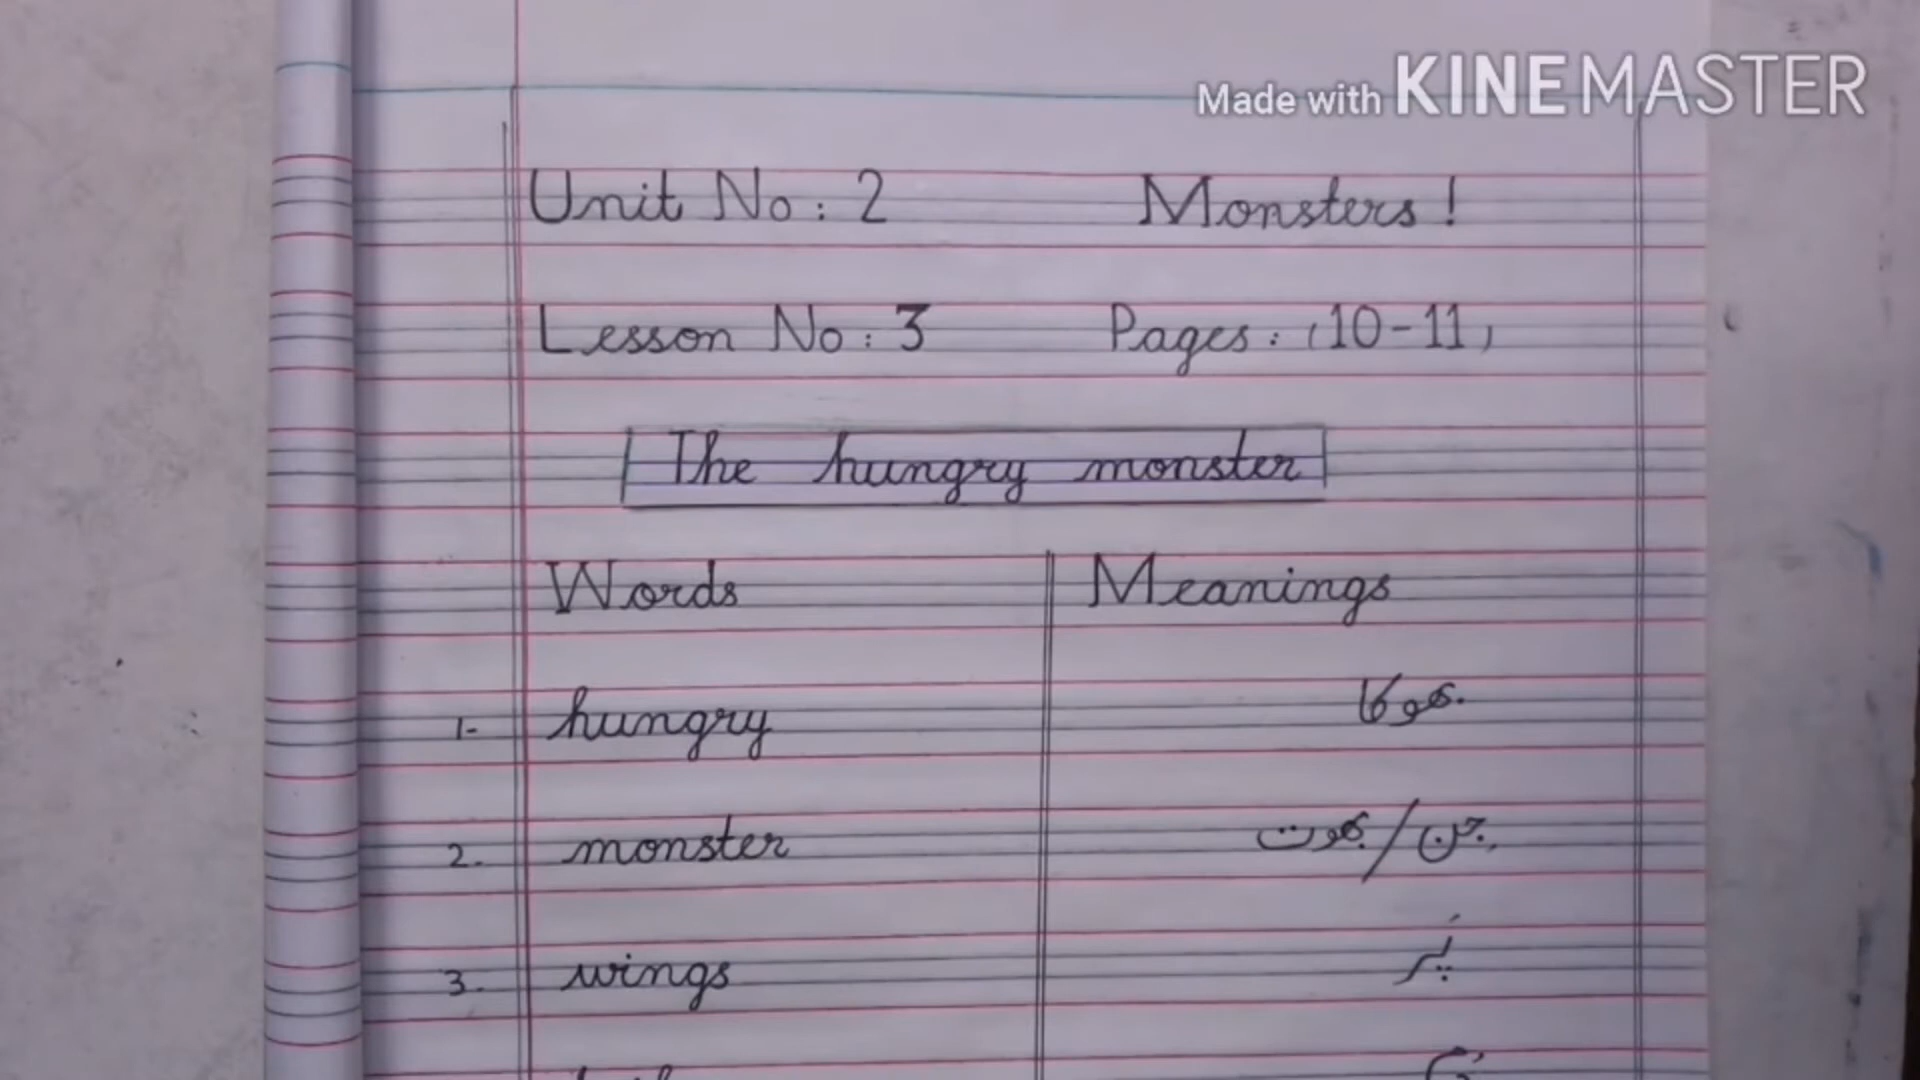 Made with KINEMASTER
Unit No: 2 Monsters!
Lesson No: 3 Pages: (10-11)
The hungry monster
Words Meanings
1- hungry بھوکا
2. monster جن/بھوت
3. wings پَر